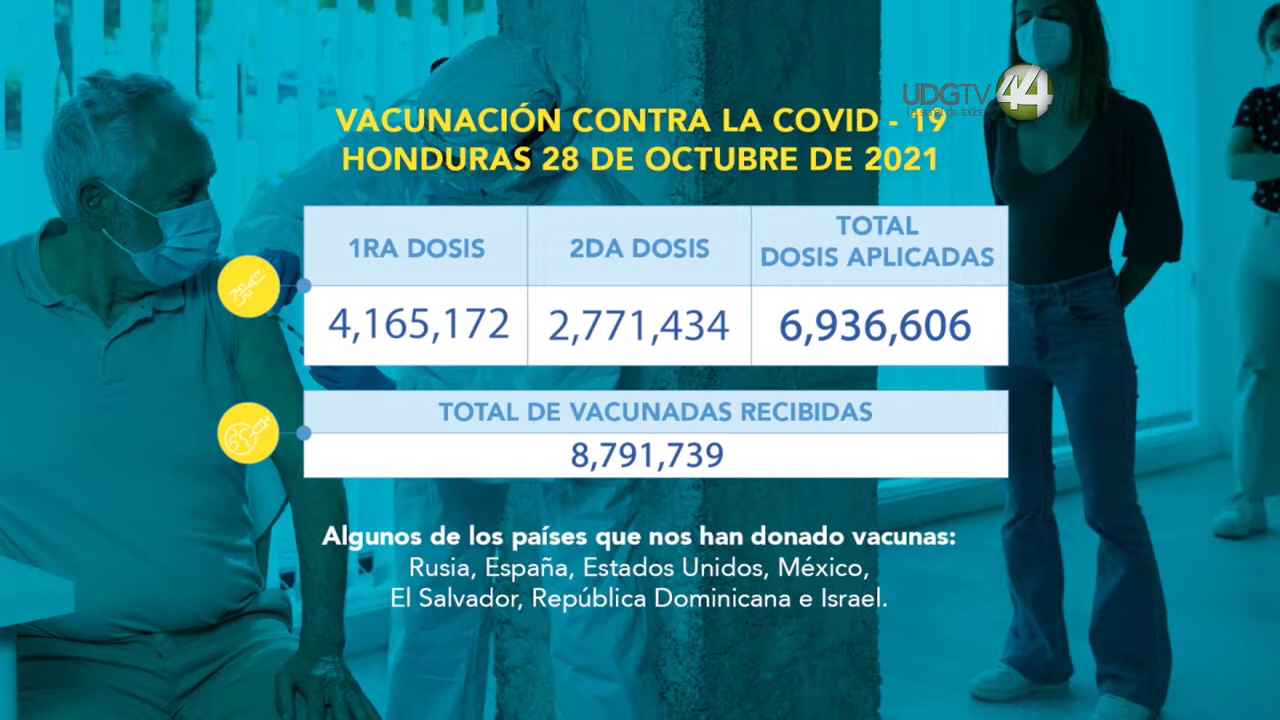 UDGTV 44
VACUNACIÓN CONTRA LA COVID - 19
HONDURAS 28 DE OCTUBRE DE 2021
1RA DOSIS
2DA DOSIS
TOTAL
DOSIS APLICADAS
4,165,172
2,771,434
6,936,606
TOTAL DE VACUNADAS RECIBIDAS
8,791,739
Algunos de los países que nos han donado vacunas:
Rusia, España, Estados Unidos, México,
El Salvador, República Dominicana e Israel.